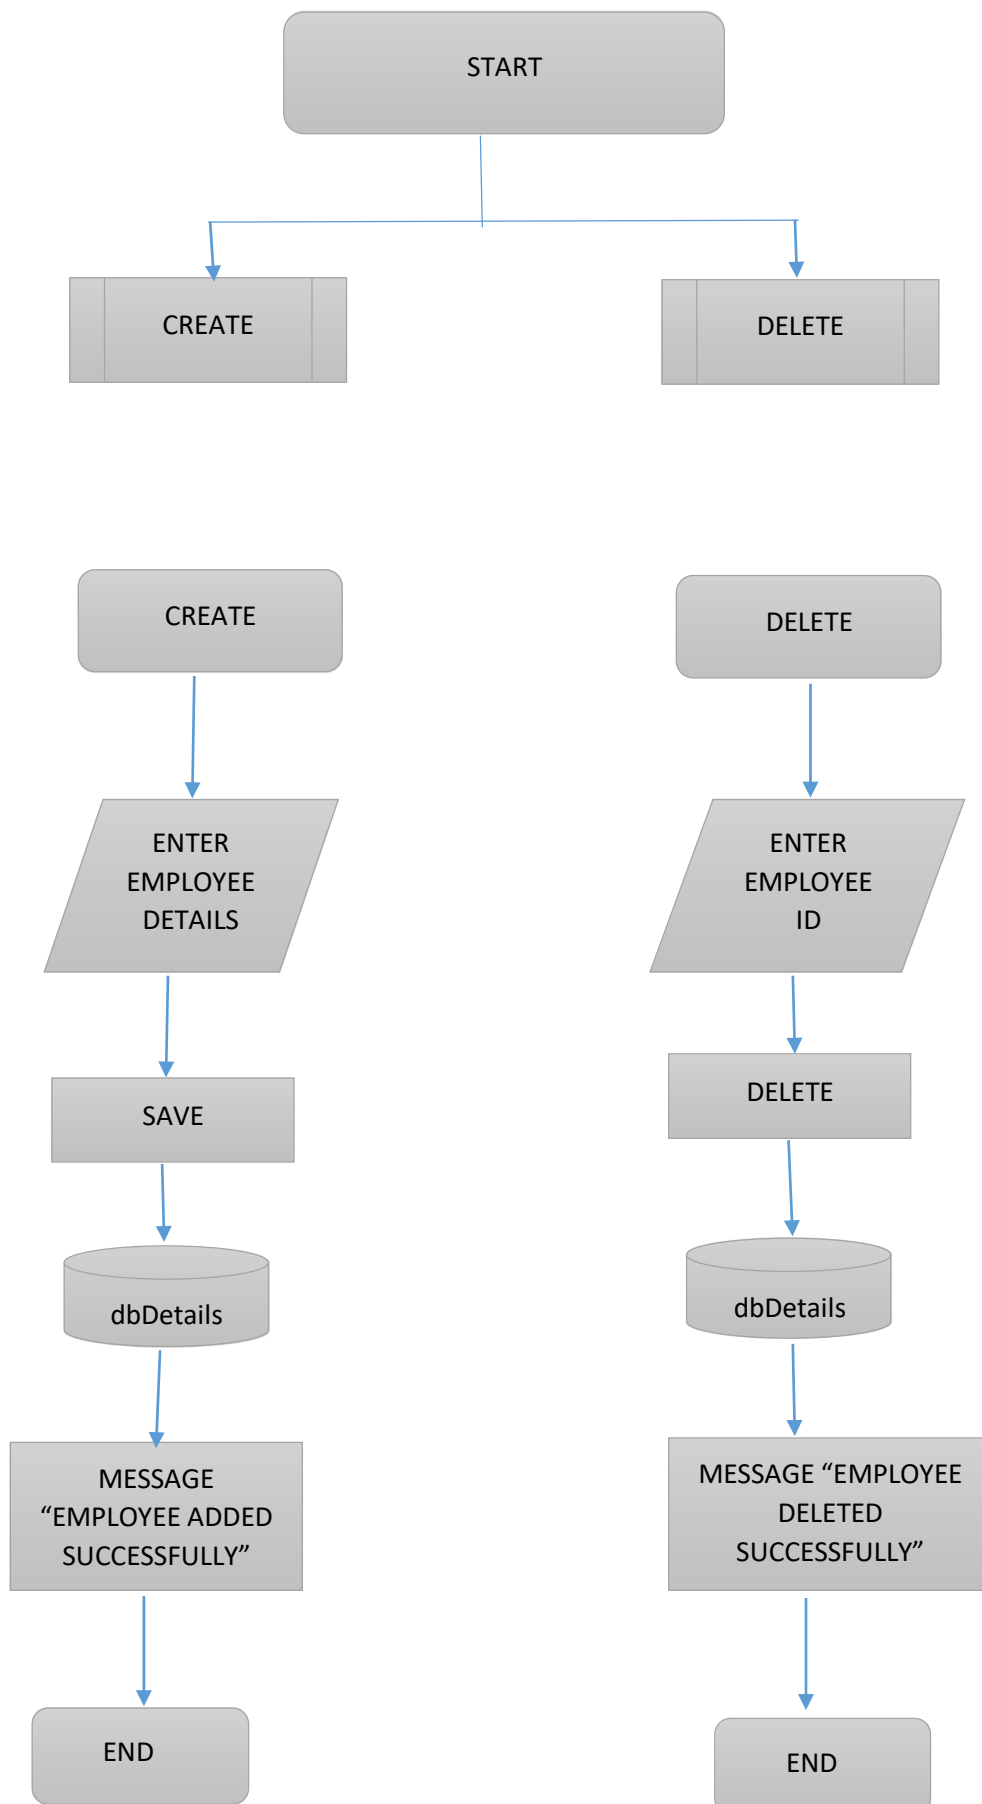 START
CREATE
DELETE
CREATE
DELETE
ENTER
EMPLOYEE
DETAILS
ENTER
EMPLOYEE
ID
SAVE
DELETE
dbDetails
dbDetails
MESSAGE
“EMPLOYEE ADDED
SUCCESSFULLY”
MESSAGE “EMPLOYEE
DELETED
SUCCESSFULLY”
END
END